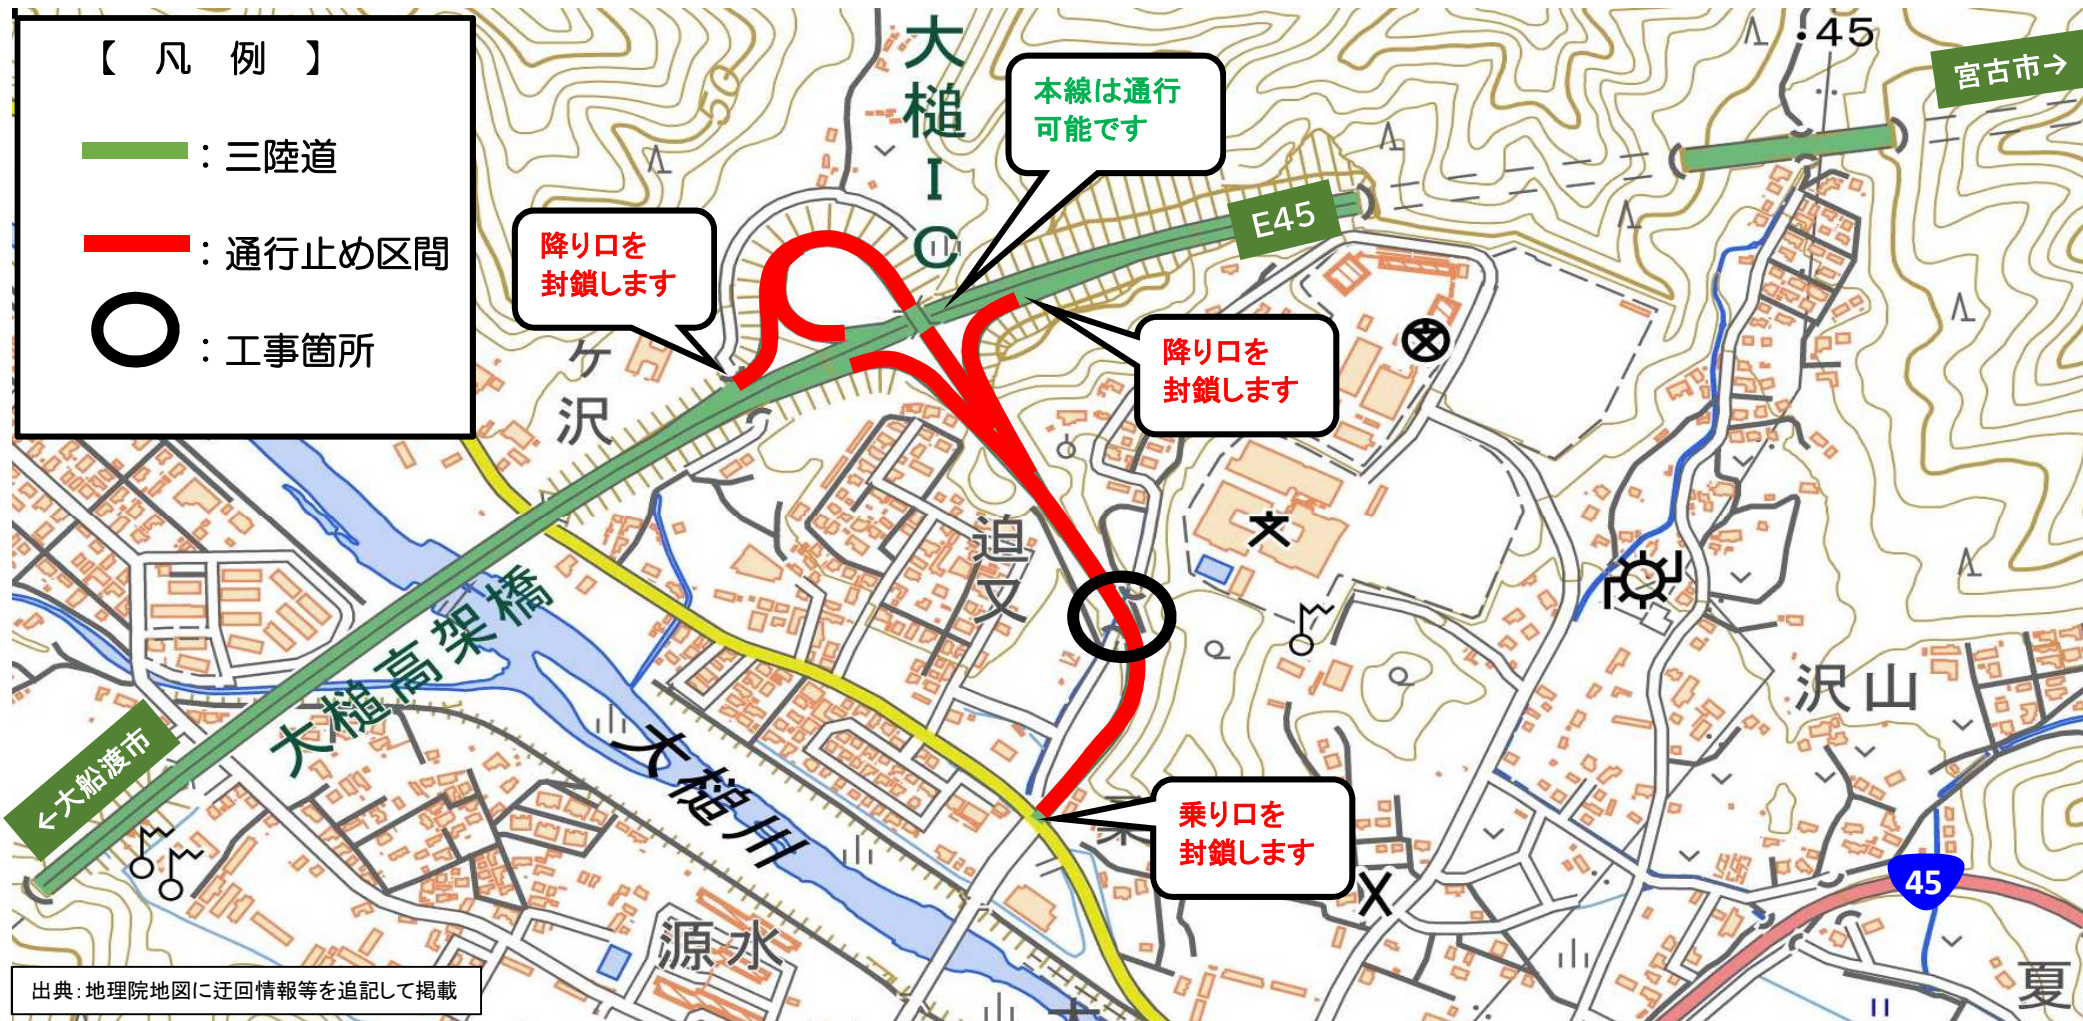 【 凡 例 】
：三陸道
：通行止め区間
：工事箇所
大槌IC
本線は通行
可能です
・45
宮古市→
E45
降り口を
封鎖します
降り口を
封鎖します
ケ沢
迫又
大槌高架橋
←大船渡市
大槌川
沢山
乗り口を
封鎖します
45
源水
夏
大
出典：地理院地図に迂回情報等を追記して掲載
50